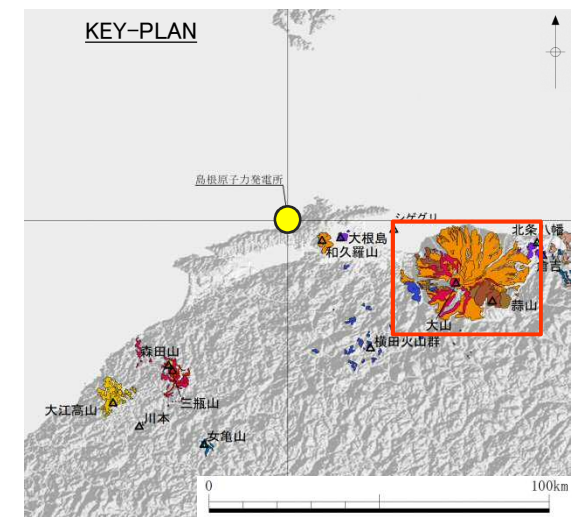 KEY-PLAN
島根原子力発電所
シゲグリ
北条八幡
大根島
倉吉
和久羅山
蒜山
大山
横田火山群
森田山
三瓶山
大江高山
川本
女亀山
0
100km